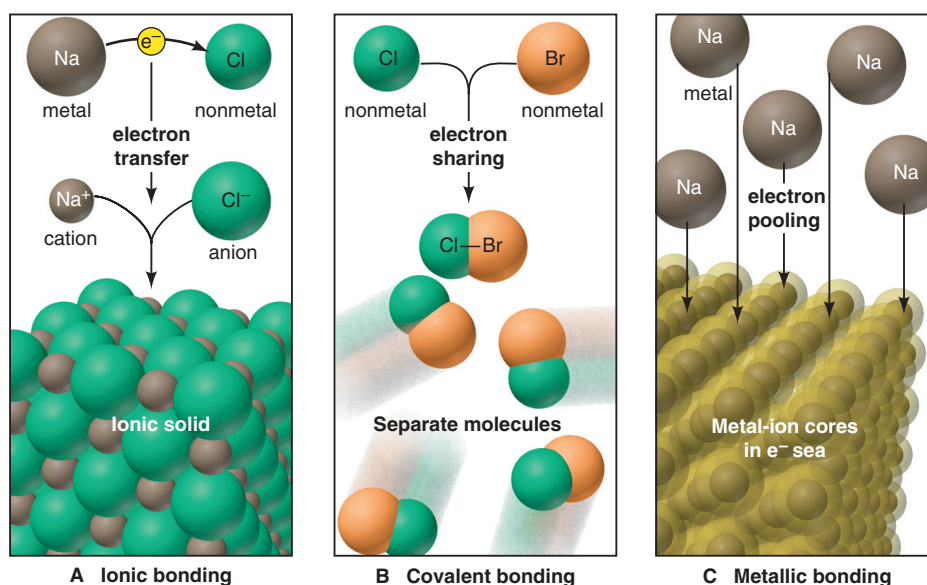 Na
e⁻
Cl
metal
nonmetal
electron
transfer
Na⁺
Cl⁻
cation
anion
Ionic solid
A Ionic bonding
Cl
Br
nonmetal
nonmetal
electron
sharing
Cl—Br
Separate molecules
B Covalent bonding
Na
Na
metal
Na
Na
Na
electron
pooling
Metal-ion cores
in e⁻ sea
C Metallic bonding